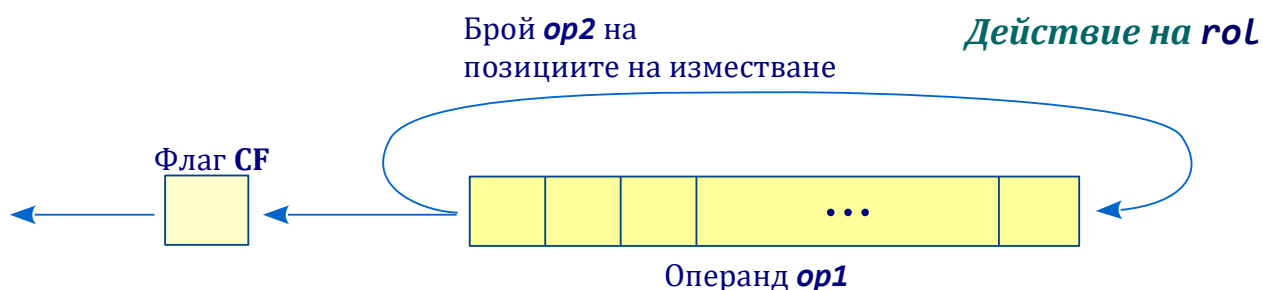 Брой op2 на
позициите на изместване
Действие на rol
Флаг CF
...
Операнд op1